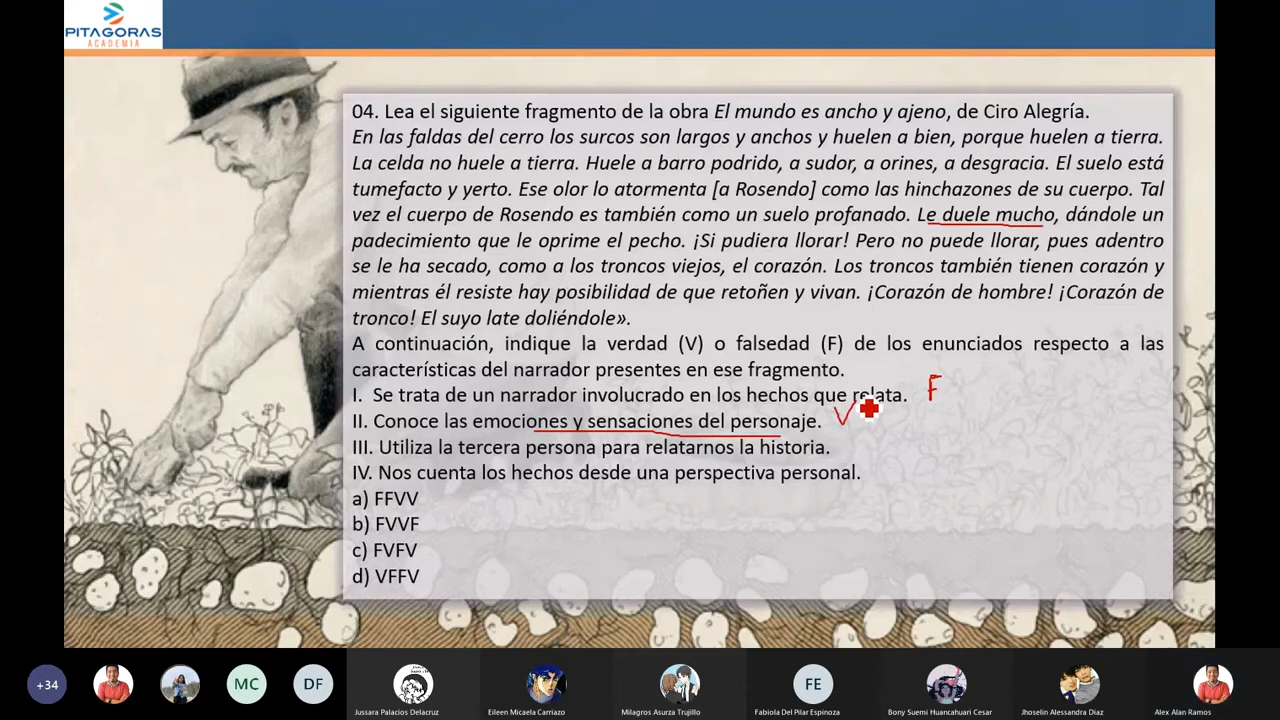 PITAGORAS
ACADEMIA
04. Lea el siguiente fragmento de la obra El mundo es ancho y ajeno, de Ciro Alegría.
En las faldas del cerro los surcos son largos y anchos y huelen a bien, porque huelen a tierra.
La celda no huele a tierra. Huele a barro podrido, a sudor, a orines, a desgracia. El suelo está
tumefacto y yerto. Ese olor lo atormenta [a Rosendo] como las hinchazones de su cuerpo. Tal
vez el cuerpo de Rosendo es también como un suelo profanado. Le duele mucho, dándole un
padecimiento que le oprime el pecho. ¡Si pudiera llorar! Pero no puede llorar, pues adentro
se le ha secado, como a los troncos viejos, el corazón. Los troncos también tienen corazón y
mientras él resiste hay posibilidad de que retoñen y vivan. ¡Corazón de hombre! ¡Corazón de
tronco! El suyo late doliéndole».
A continuación, indique la verdad (V) o falsedad (F) de los enunciados respecto a las
características del narrador presentes en ese fragmento.
I. Se trata de un narrador involucrado en los hechos que relata. F
II. Conoce las emociones y sensaciones del personaje. V
III. Utiliza la tercera persona para relatarnos la historia.
IV. Nos cuenta los hechos desde una perspectiva personal.
a) FFVV
b) FVVF
c) FVFV
d) VFFV
+34
MC
DF
FE
Jussara Palacios Delacruz
Eileen Micaela Carriazo
Milagros Asurza Trujillo
Fabiola Del Pilar Espinoza
Bony Suemi Huancahuari Cesar
Jhoselin Alessandra Diaz
Alex Alan Ramos